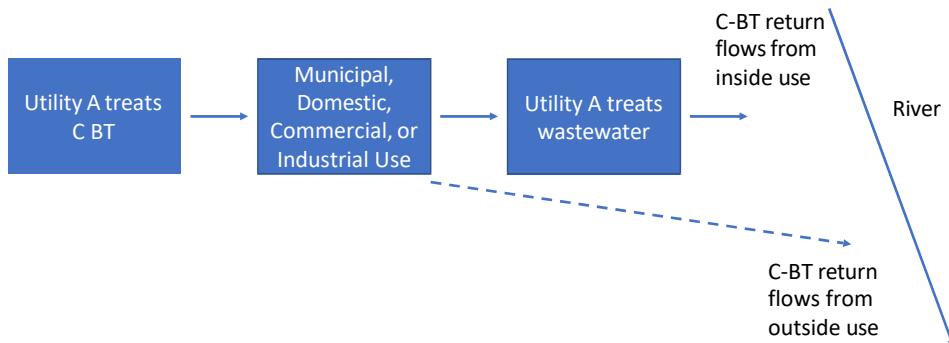 Utility A treats
C BT
Municipal,
Domestic,
Commercial, or
Industrial Use
Utility A treats
wastewater
C-BT return
flows from
inside use
River
C-BT return
flows from
outside use